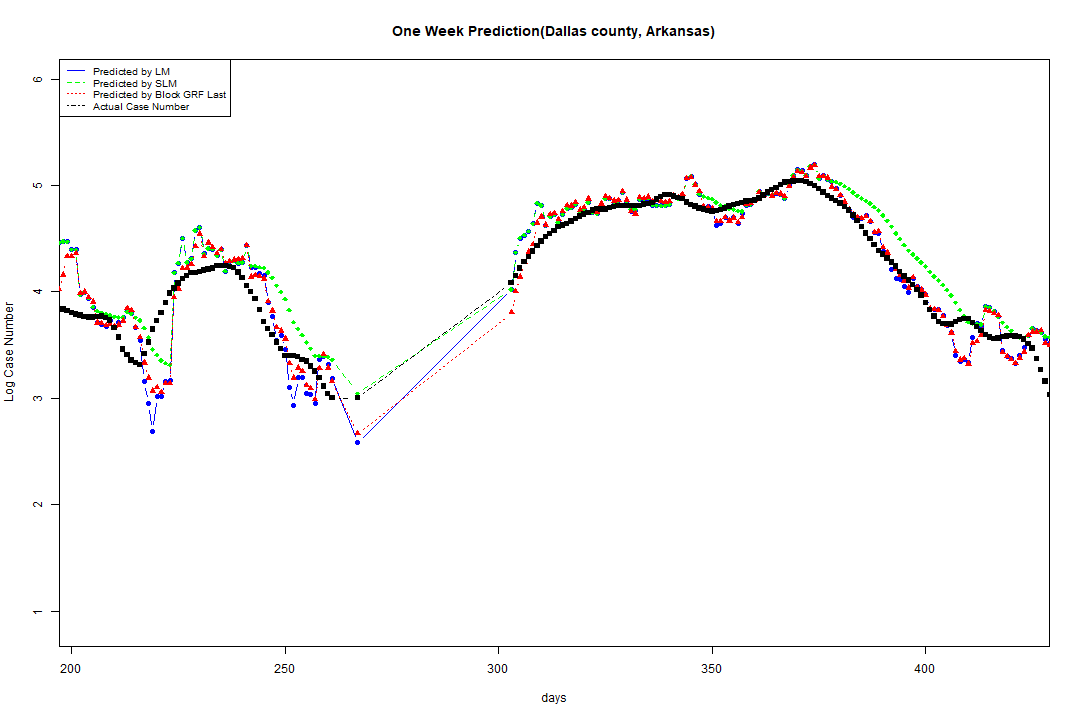 One Week Prediction(Dallas county, Arkansas)
Predicted by LM
Predicted by SLM
Predicted by Block GRF Last
Actual Case Number
Log Case Number
6
5
4
3
2
1
200 250 300 350 400
days